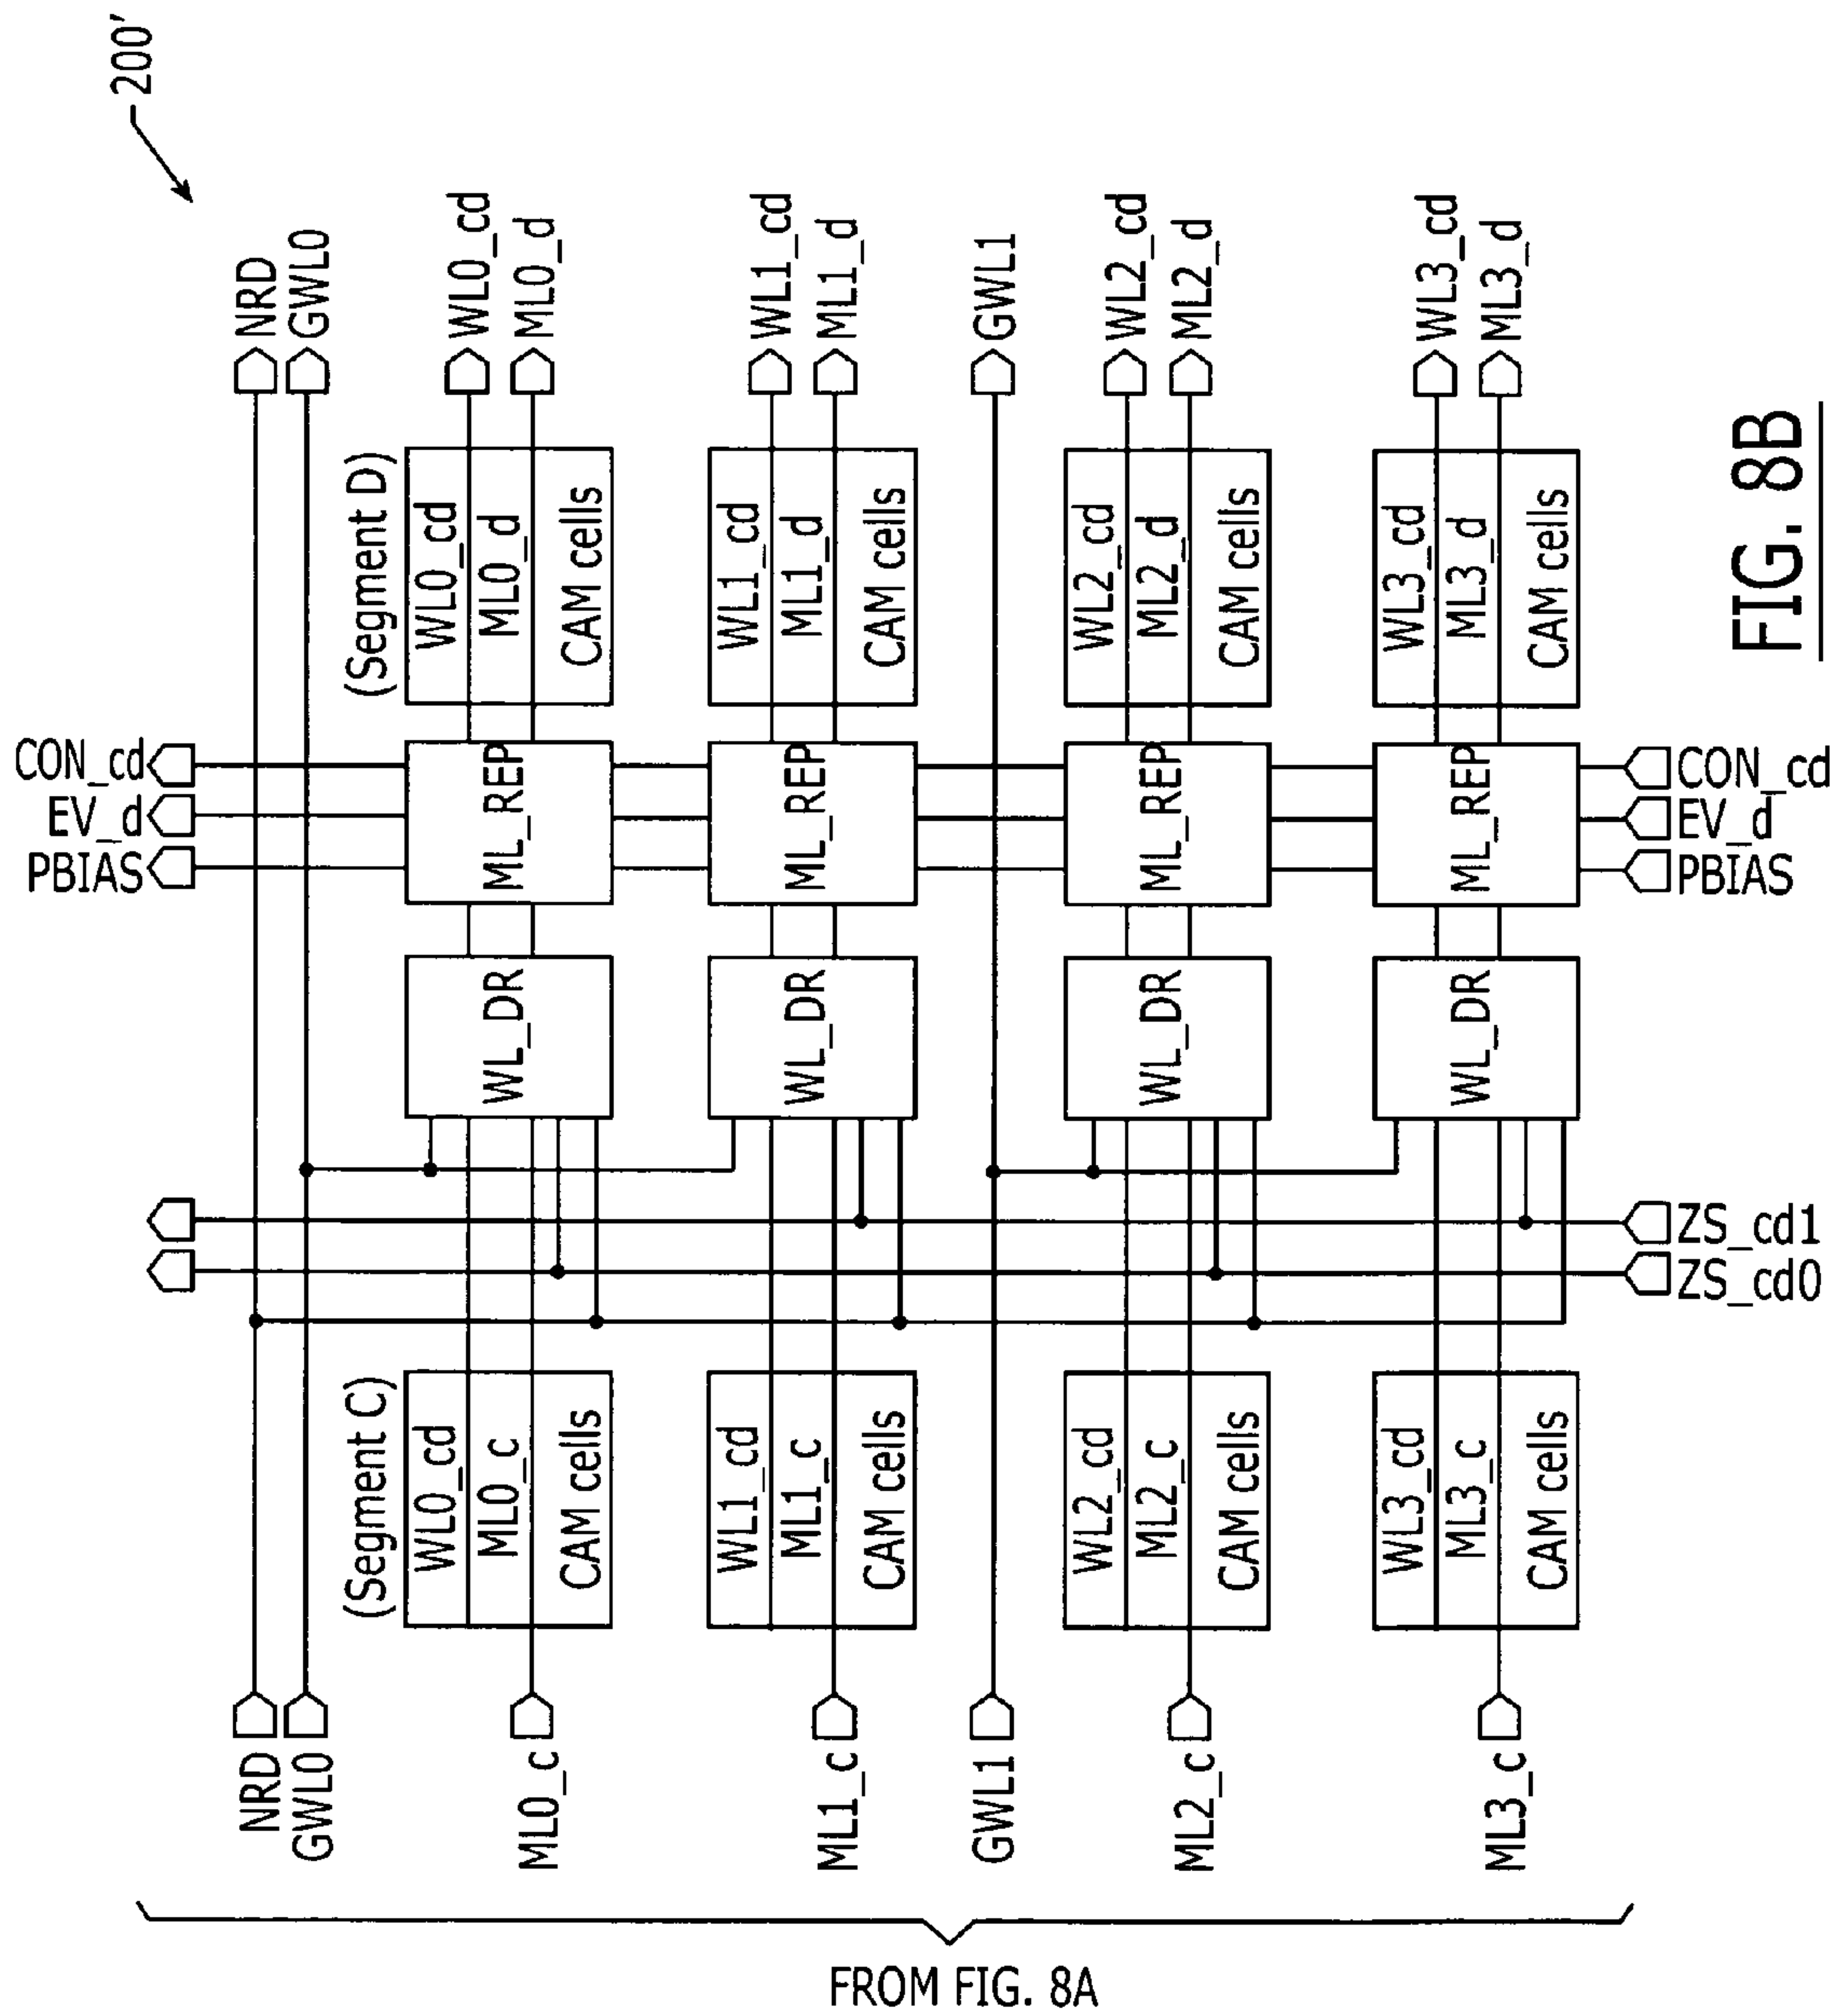 200'
CON_cd
EV_d
PBIAS
NRD
GWL0
NRD
GWL0
(Segment C)
(Segment D)
WL0_cd
ML0_c
CAM cells
ML0_c
WL_DR
ML_REP
WL0_cd
ML0_d
CAM cells
WL0_cd
ML0_d
WL1_cd
ML1_c
CAM cells
ML1_c
WL_DR
ML_REP
WL1_cd
ML1_d
CAM cells
WL1_cd
ML1_d
GWL1
GWL1
WL2_cd
ML2_c
CAM cells
ML2_c
WL_DR
ML_REP
WL2_cd
ML2_d
CAM cells
WL2_cd
ML2_d
WL3_cd
ML3_c
CAM cells
ML3_c
WL_DR
ML_REP
WL3_cd
ML3_d
CAM cells
WL3_cd
ML3_d
ZS_cd0
ZS_cd1
PBIAS
EV_d
CON_cd
FROM FIG. 8A
FIG. 8B